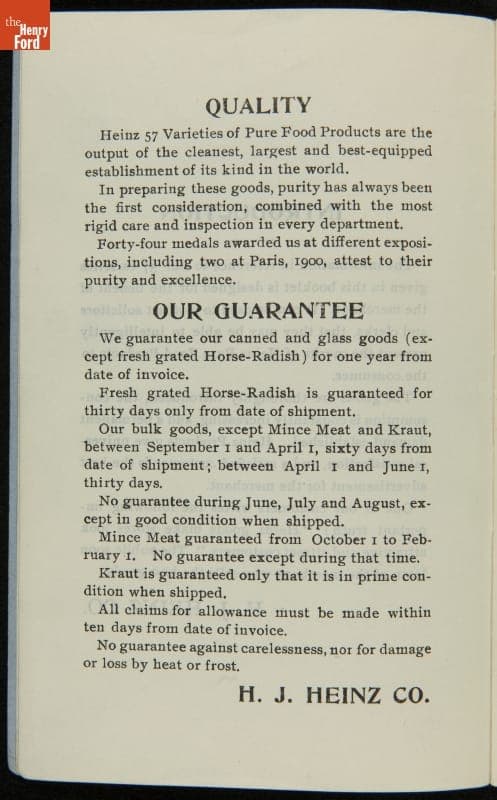 the
Henry
Ford
QUALITY
Heinz 57 Varieties of Pure Food Products are the
output of the cleanest, largest and best-equipped
establishment of its kind in the world.
In preparing these goods, purity has always been
the first consideration, combined with the most
rigid care and inspection in every department.
Forty-four medals awarded us at different exposi-
tions, including two at Paris, 1900, attest to their
purity and excellence.
OUR GUARANTEE
We guarantee our canned and glass goods (ex-
cept fresh grated Horse-Radish) for one year from
date of invoice.
Fresh grated Horse-Radish is guaranteed for
thirty days only from date of shipment.
Our bulk goods, except Mince Meat and Kraut,
between September 1 and April 1, sixty days from
date of shipment; between April 1 and June 1,
thirty days.
No guarantee during June, July and August, ex-
cept in good condition when shipped.
Mince Meat guaranteed from October 1 to Feb-
ruary 1. No guarantee except during that time.
Kraut is guaranteed only that it is in prime con-
dition when shipped.
All claims for allowance must be made within
ten days from date of invoice.
No guarantee against carelessness, nor for damage
or loss by heat or frost.
H. J. HEINZ CO.